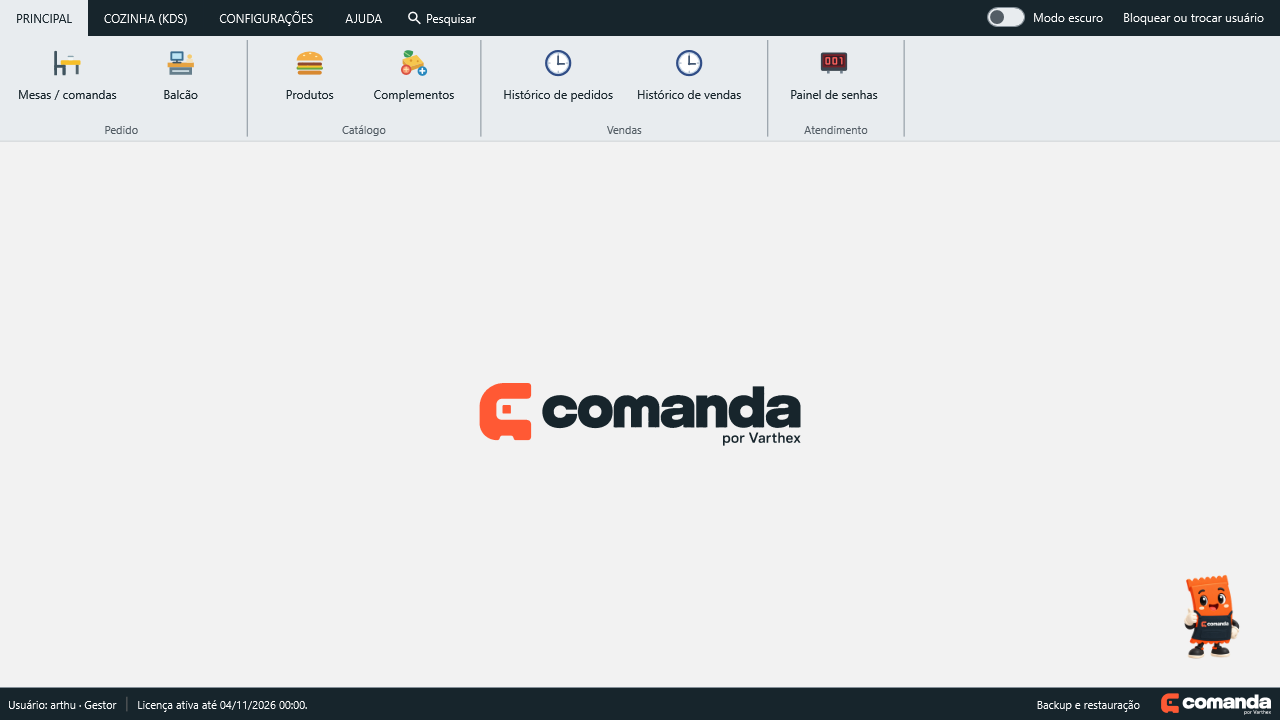 PRINCIPAL COZINHA (KDS) CONFIGURAÇÕES AJUDA Pesquisar Modo escuro Bloquear ou trocar usuário
001
Mesas / comandas Balcão Produtos Complementos Histórico de pedidos Histórico de vendas Painel de senhas
Pedido Catálogo Vendas Atendimento
comanda
por Varthex
comanda
Usuário: arthu · Gestor Licença ativa até 04/11/2026 00:00. Backup e restauração comanda
por Varthex